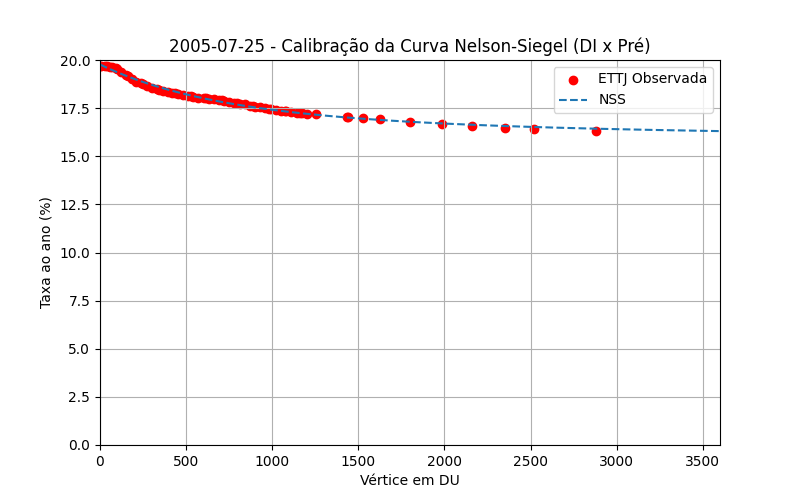 2005-07-25 - Calibração da Curva Nelson-Siegel (DI x Pré)
ETTJ Observada
NSS
Taxa ao ano (%)
20.0
17.5
15.0
12.5
10.0
7.5
5.0
2.5
0.0
0 500 1000 1500 2000 2500 3000 3500
Vértice em DU